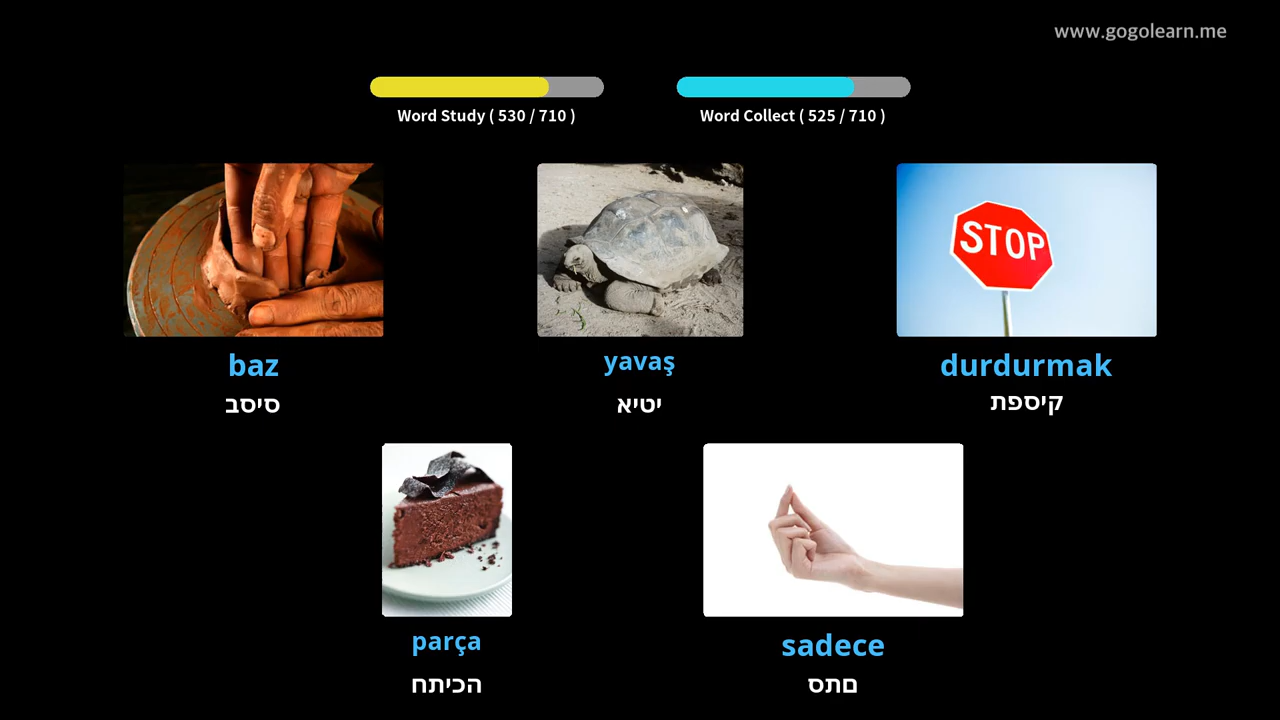 www.gogolearn.me
Word Study ( 530 / 710 )
Word Collect ( 525 / 710 )
baz
סיסב
yavaş
יטיא
durdurmak
קיספת
parça
הכיתח
sadece
םתס
STOP